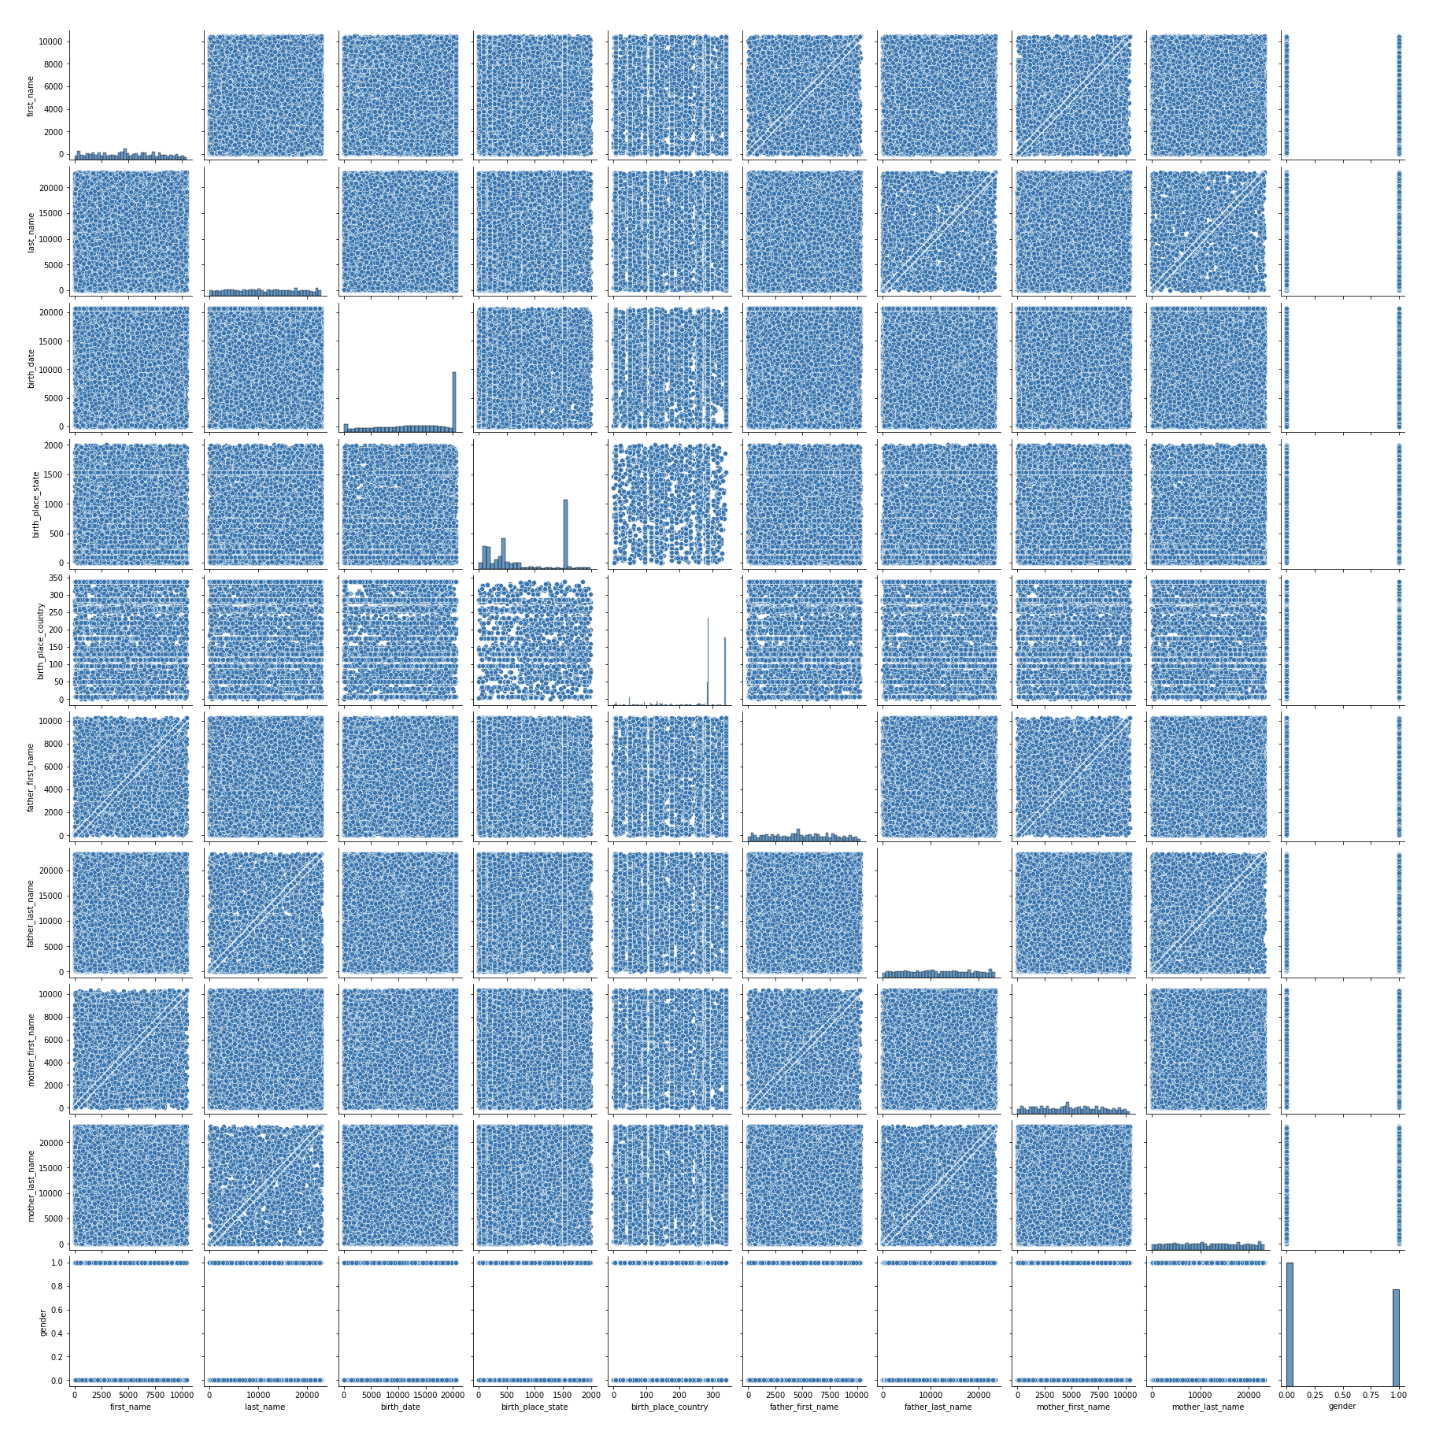 10000
8000
6000
4000
2000
0
first_name
20000
15000
10000
5000
0
last_name
20000
15000
10000
5000
0
birth_date
2000
1500
1000
500
0
birth_place_state
350
300
250
200
150
100
50
0
birth_place_country
10000
8000
6000
4000
2000
0
father_first_name
20000
15000
10000
5000
0
father_last_name
10000
8000
6000
4000
2000
0
mother_first_name
20000
15000
10000
5000
0
mother_last_name
1.0
0.8
0.6
0.4
0.2
0.0
gender
0 2500 5000 7500 10000
first_name
0 10000 20000
last_name
0 5000 10000 15000 20000
birth_date
0 500 1000 1500 2000
birth_place_state
0 100 200 300
birth_place_country
0 2500 5000 7500 10000
father_first_name
0 10000 20000
father_last_name
0 2500 5000 7500 10000
mother_first_name
0 10000 20000
mother_last_name
0.00 0.25 0.50 0.75 1.00
gender